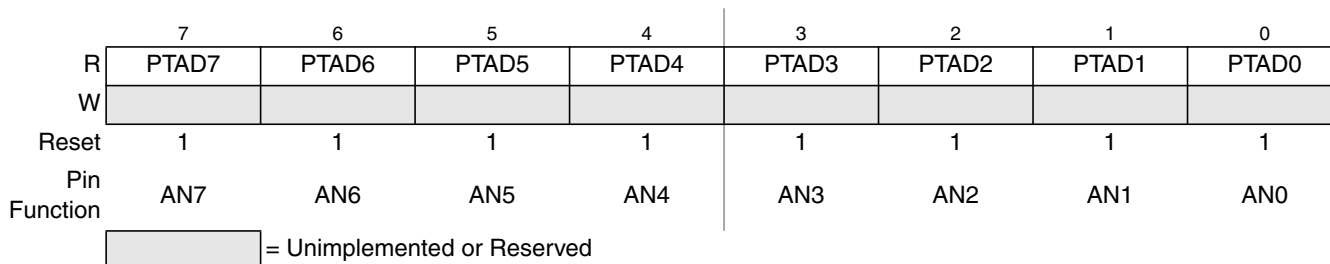 7 6 5 4 3 2 1 0
R PTAD7 PTAD6 PTAD5 PTAD4 PTAD3 PTAD2 PTAD1 PTAD0
W
Reset 1 1 1 1 1 1 1 1
Pin
Function AN7 AN6 AN5 AN4 AN3 AN2 AN1 AN0
= Unimplemented or Reserved